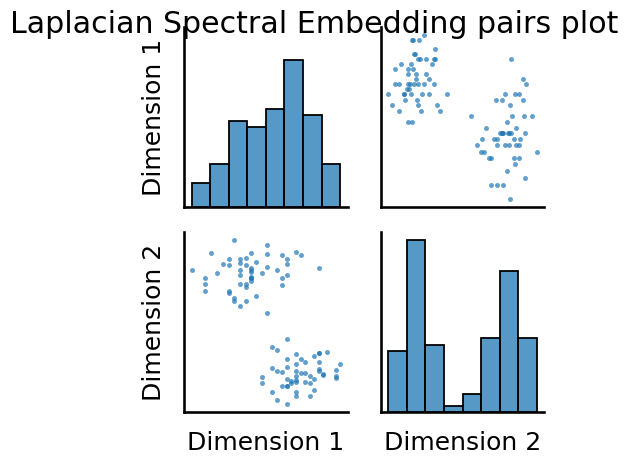 Laplacian Spectral Embedding pairs plot
Dimension 1
Dimension 2
Dimension 1
Dimension 2